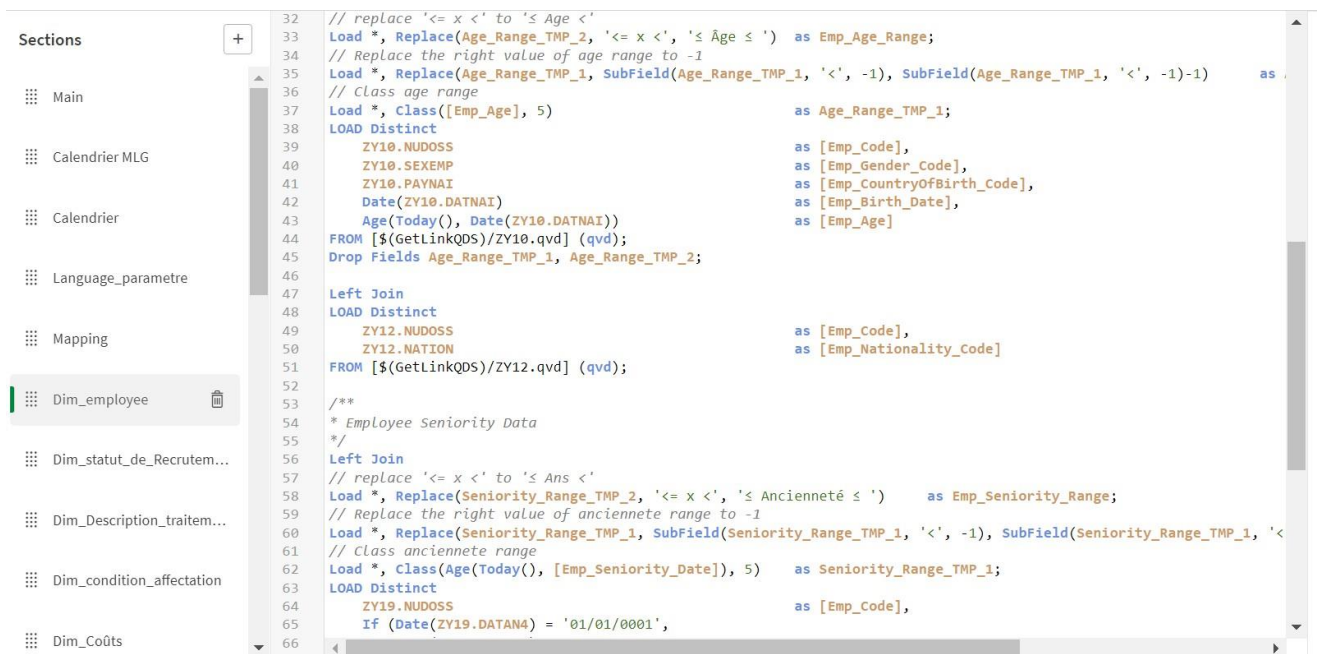 Sections
+
Main
Calendrier MLG
Calendrier
Language_parametre
Mapping
Dim_employee
Dim_statut_de_Recrutem...
Dim_Description_traitem...
Dim_condition_affectation
Dim_Coûts
32 // replace '<= x <' to '≤ Age <'
33 Load *, Replace(Age_Range_TMP_2, '<= x <', '≤ Âge ≤ ') as Emp_Age_Range;
34 // Replace the right value of age range to -1
35 Load *, Replace(Age_Range_TMP_1, SubField(Age_Range_TMP_1, '<', -1), SubField(Age_Range_TMP_1, '<', -1)-1) as
36 // Class age range
37 Load *, Class([Emp_Age], 5) as Age_Range_TMP_1;
38 LOAD Distinct
39 ZY10.NUDOSS as [Emp_Code],
40 ZY10.SEXEMP as [Emp_Gender_Code],
41 ZY10.PAYNAI as [Emp_CountryOfBirth_Code],
42 Date(ZY10.DATNAI) as [Emp_Birth_Date],
43 Age(Today(), Date(ZY10.DATNAI)) as [Emp_Age]
44 FROM [$(GetLinkQDS)/ZY10.qvd] (qvd);
45 Drop Fields Age_Range_TMP_1, Age_Range_TMP_2;
46
47 Left Join
48 LOAD Distinct
49 ZY12.NUDOSS as [Emp_Code],
50 ZY12.NATION as [Emp_Nationality_Code]
51 FROM [$(GetLinkQDS)/ZY12.qvd] (qvd);
52
53 /**
54 * Employee Seniority Data
55 */
56 Left Join
57 // replace '<= x <' to '≤ Ans <'
58 Load *, Replace(Seniority_Range_TMP_2, '<= x <', '≤ Ancienneté ≤ ') as Emp_Seniority_Range;
59 // Replace the right value of anciennete range to -1
60 Load *, Replace(Seniority_Range_TMP_1, SubField(Seniority_Range_TMP_1, '<', -1), SubField(Seniority_Range_TMP_1, '<
61 // Class anciennete range
62 Load *, Class(Age(Today(), [Emp_Seniority_Date]), 5) as Seniority_Range_TMP_1;
63 LOAD Distinct
64 ZY19.NUDOSS as [Emp_Code],
65 If (Date(ZY19.DATAN4) = '01/01/0001',
66